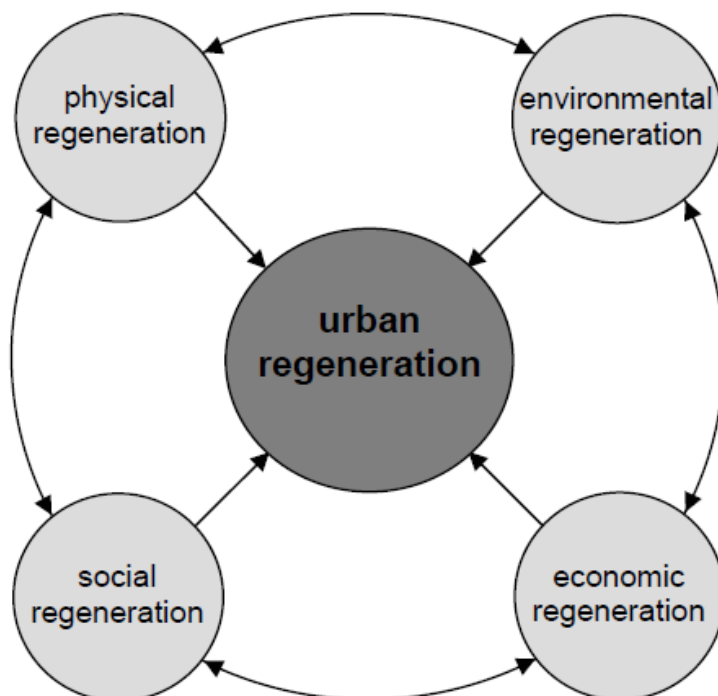 physical
regeneration
environmental
regeneration
urban
regeneration
social
regeneration
economic
regeneration